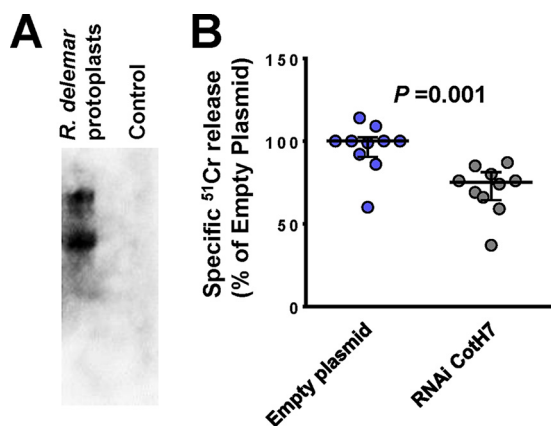 A
R. delemar
protoplasts
Control
B
Specific ⁵¹Cr release
(% of Empty Plasmid)
150
100
50
0
P =0.001
Empty plasmid
RNAi CotH7